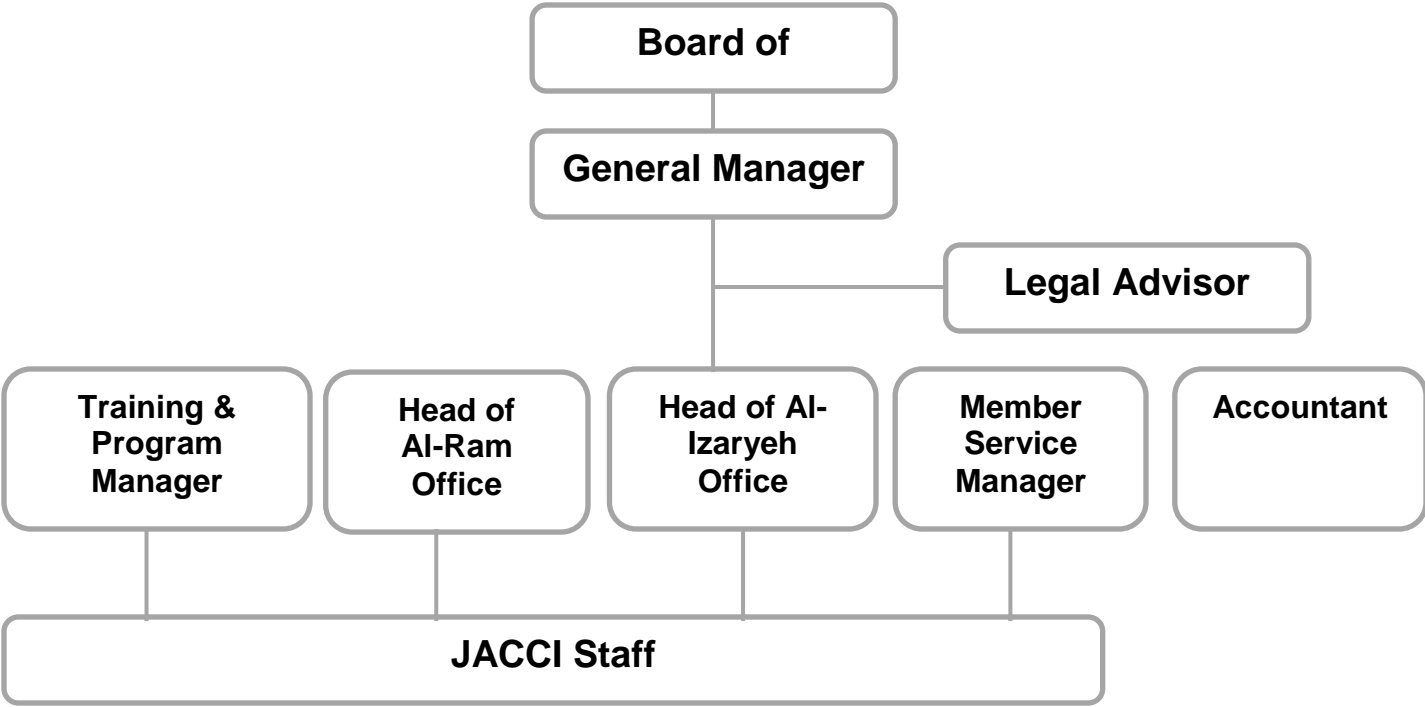 Board of
General Manager
Legal Advisor
Training &
Program
Manager
Head of
Al-Ram
Office
Head of Al-
Izaryeh
Office
Member
Service
Manager
Accountant
JACCI Staff